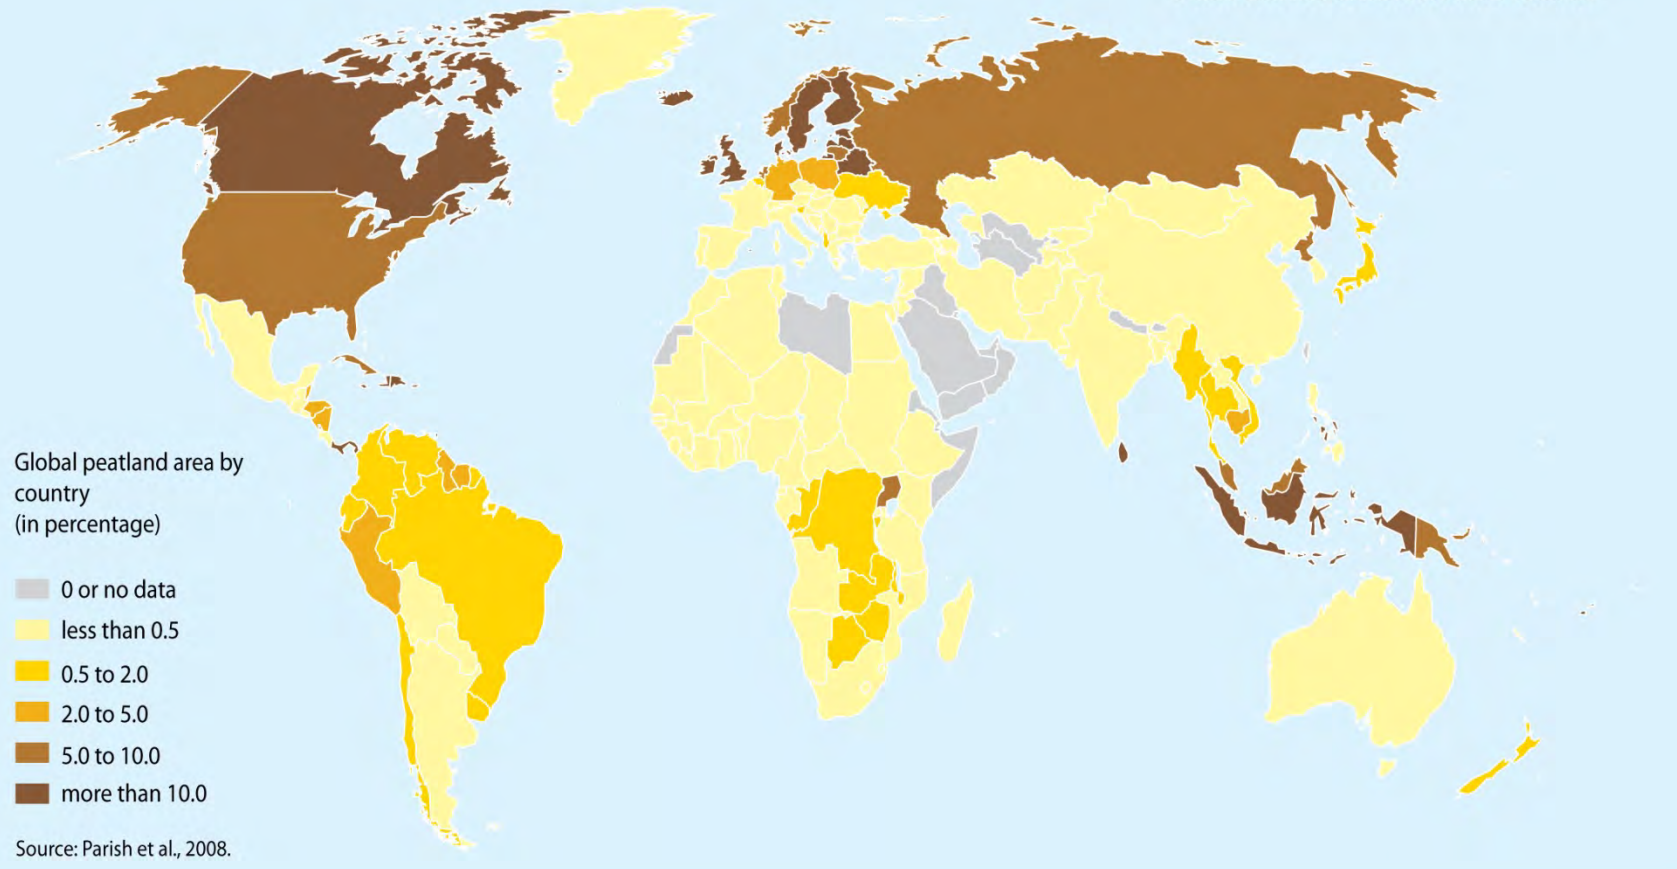 Global peatland area by
country
(in percentage)
0 or no data
less than 0.5
0.5 to 2.0
2.0 to 5.0
5.0 to 10.0
more than 10.0
Source: Parish et al., 2008.